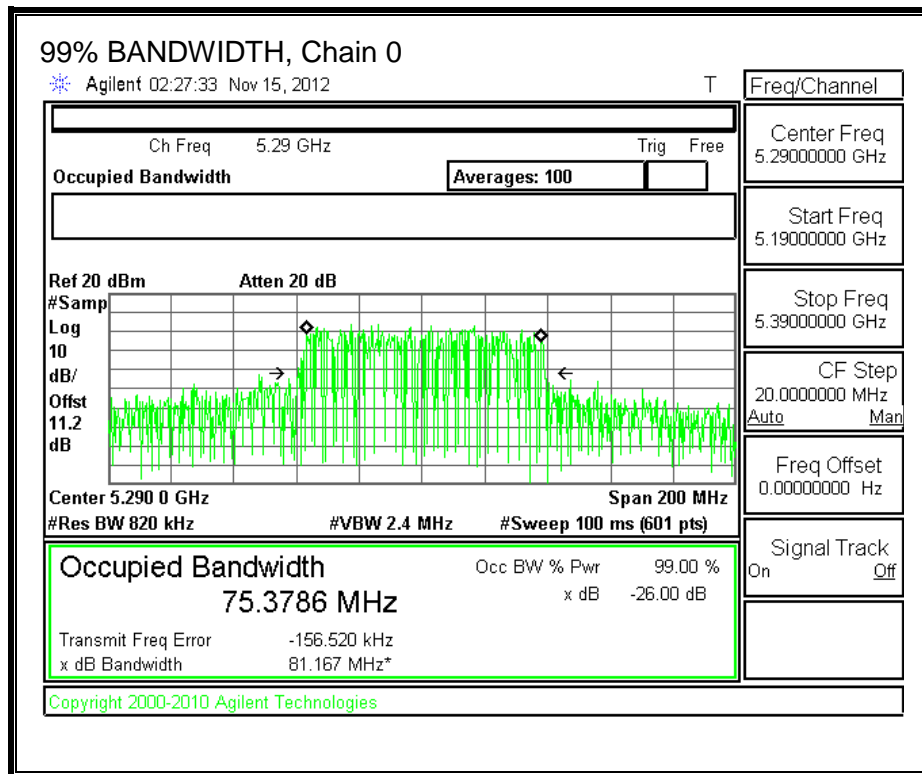 99% BANDWIDTH, Chain 0
Agilent 02:27:33 Nov 15, 2012 T
Freq/Channel
Ch Freq 5.29 GHz Trig Free
Occupied Bandwidth Averages: 100
Center Freq
5.29000000 GHz
Start Freq
5.19000000 GHz
Stop Freq
5.39000000 GHz
CF Step
20.0000000 MHz
Auto Man
Freq Offset
0.00000000 Hz
Signal Track
On Off
Ref 20 dBm Atten 20 dB
#Samp
Log
10
dB/
Offst
11.2
dB
Center 5.290 0 GHz Span 200 MHz
#Res BW 820 kHz #VBW 2.4 MHz #Sweep 100 ms (601 pts)
Occupied Bandwidth Occ BW % Pwr 99.00 %
75.3786 MHz x dB -26.00 dB
Transmit Freq Error -156.520 kHz
x dB Bandwidth 81.167 MHz*
Copyright 2000-2010 Agilent Technologies